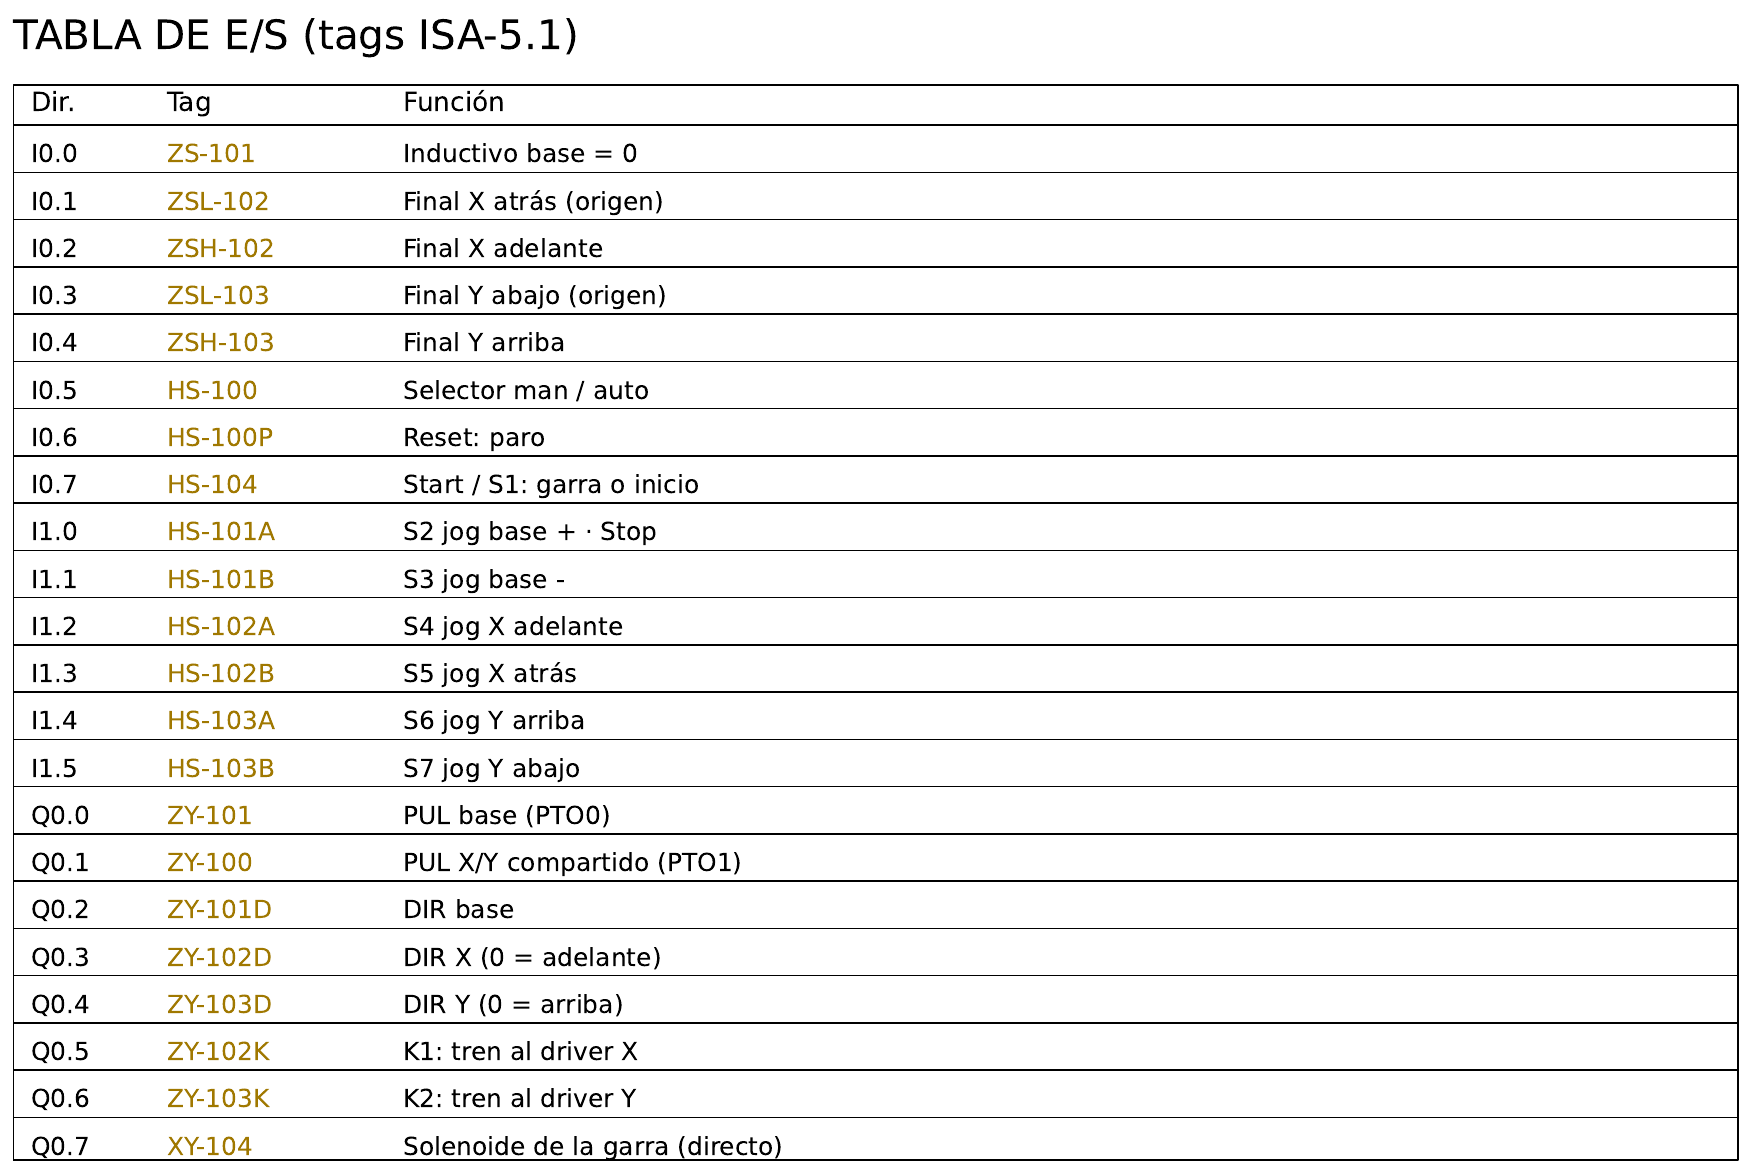 TABLA DE E/S (tags ISA-5.1)
Dir. Tag Función
I0.0 ZS-101 Inductivo base = 0
I0.1 ZSL-102 Final X atrás (origen)
I0.2 ZSH-102 Final X adelante
I0.3 ZSL-103 Final Y abajo (origen)
I0.4 ZSH-103 Final Y arriba
I0.5 HS-100 Selector man / auto
I0.6 HS-100P Reset: paro
I0.7 HS-104 Start / S1: garra o inicio
I1.0 HS-101A S2 jog base + · Stop
I1.1 HS-101B S3 jog base -
I1.2 HS-102A S4 jog X adelante
I1.3 HS-102B S5 jog X atrás
I1.4 HS-103A S6 jog Y arriba
I1.5 HS-103B S7 jog Y abajo
Q0.0 ZY-101 PUL base (PTO0)
Q0.1 ZY-100 PUL X/Y compartido (PTO1)
Q0.2 ZY-101D DIR base
Q0.3 ZY-102D DIR X (0 = adelante)
Q0.4 ZY-103D DIR Y (0 = arriba)
Q0.5 ZY-102K K1: tren al driver X
Q0.6 ZY-103K K2: tren al driver Y
Q0.7 XY-104 Solenoide de la garra (directo)